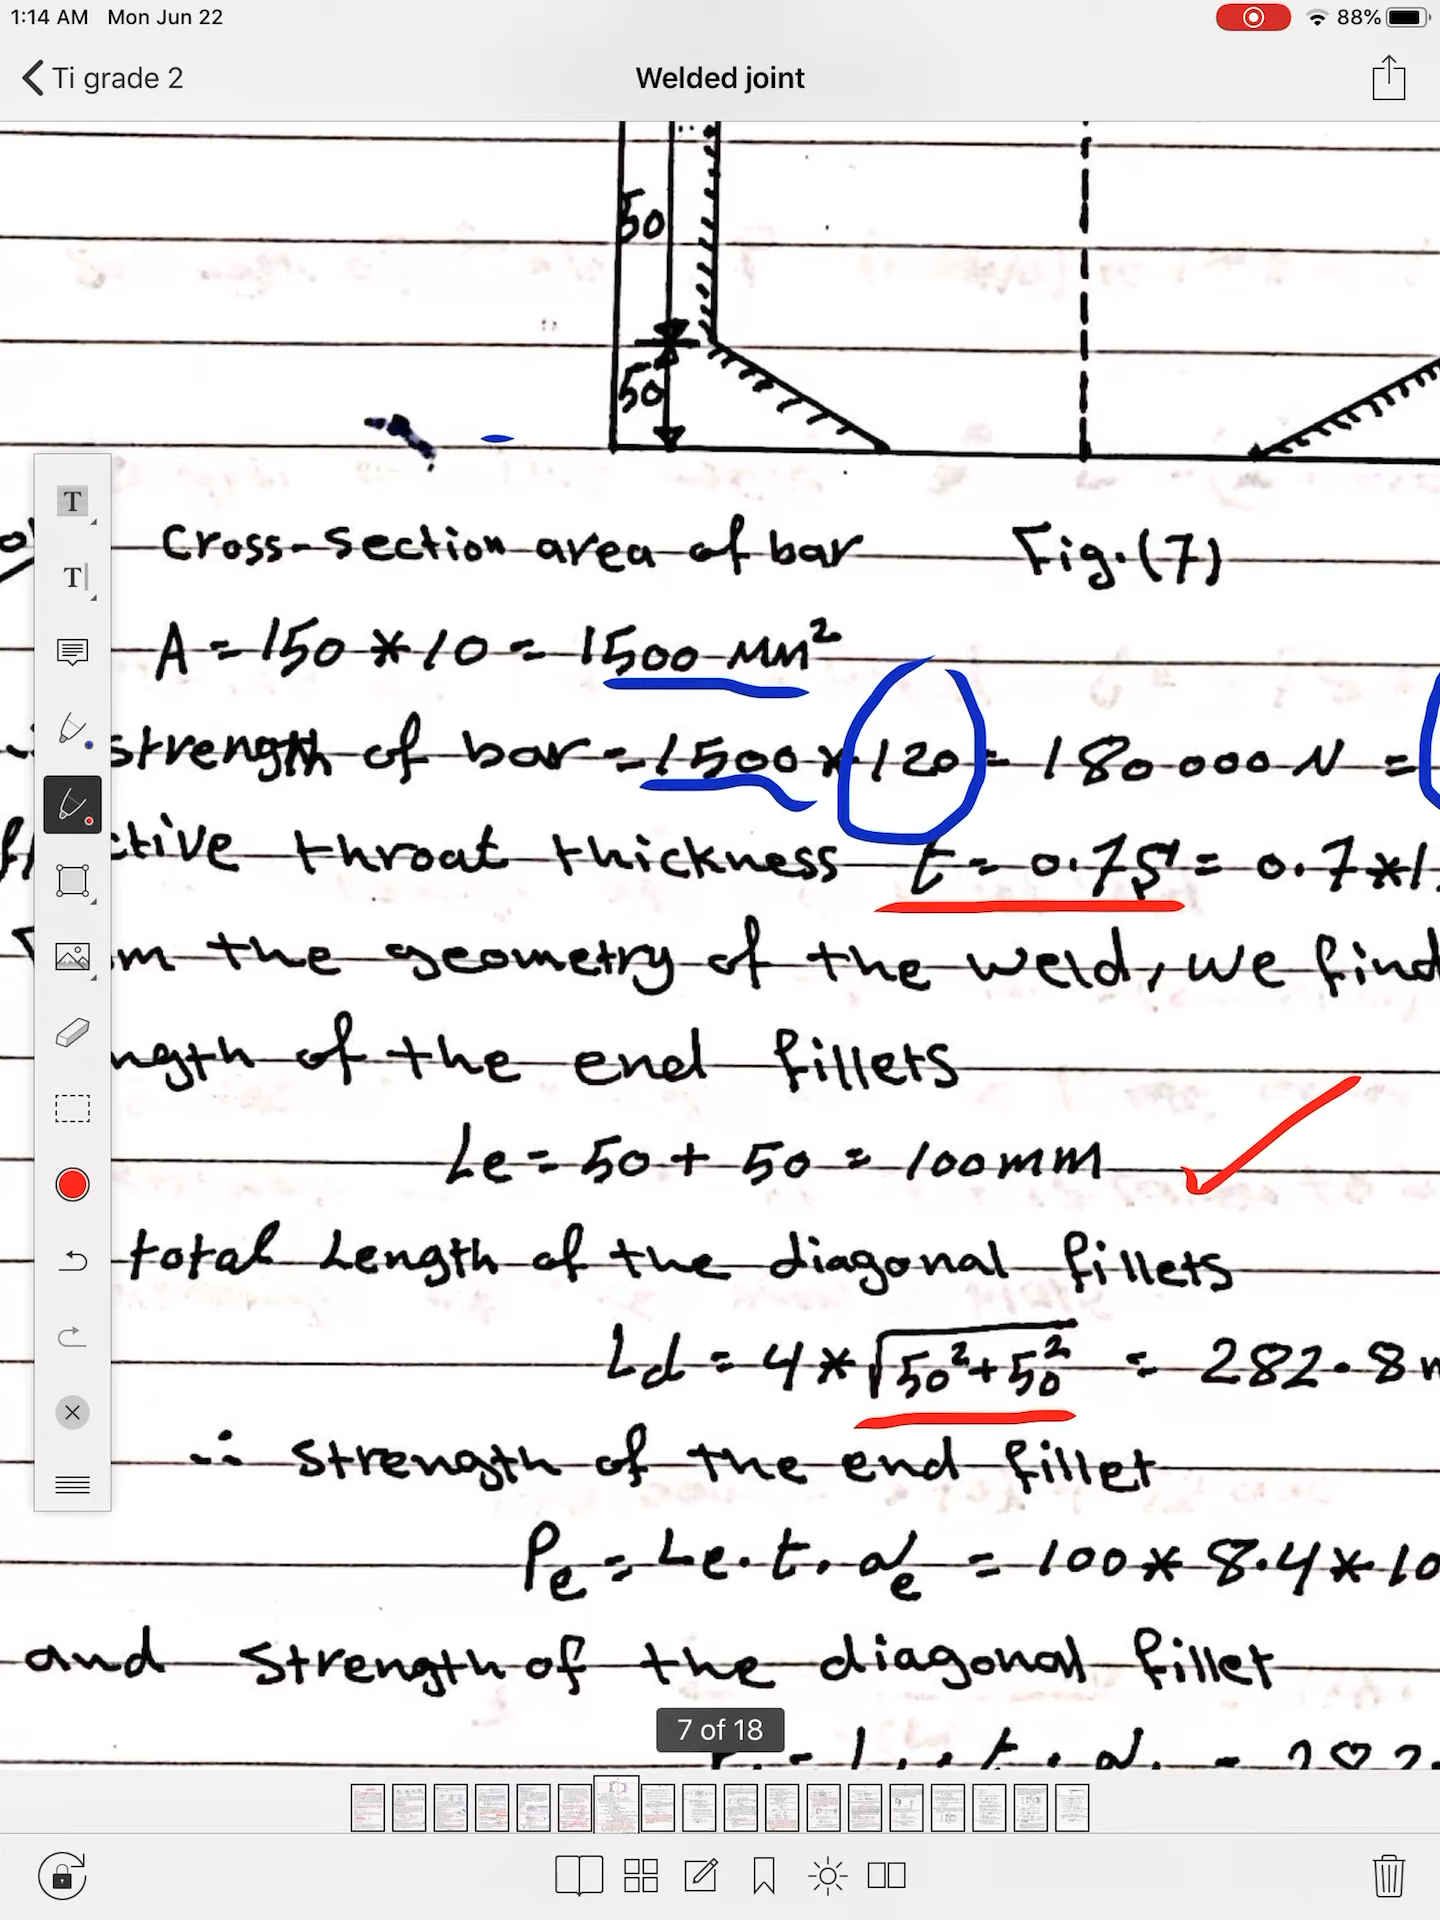 1:14 AM Mon Jun 22
88%
Ti grade 2
Welded joint
50
50
Cross-section area of bar Fig.(7)
A = 150 * 10 = 1500 mm²
strength of bar = 1500 * 120 = 180 000 N =
ctive throat thickness t = 0.7S = 0.7*1
m the geometry of the weld, we find
ngth of the end fillets
Le = 50 + 50 = 100mm
total Length of the diagonal fillets
Ld = 4*√50²+50² = 282.8
∴ strength of the end fillet
Pe = Le.t.σe = 100 * 8.4 * 10
and strength of the diagonal fillet
7 of 18
T
T